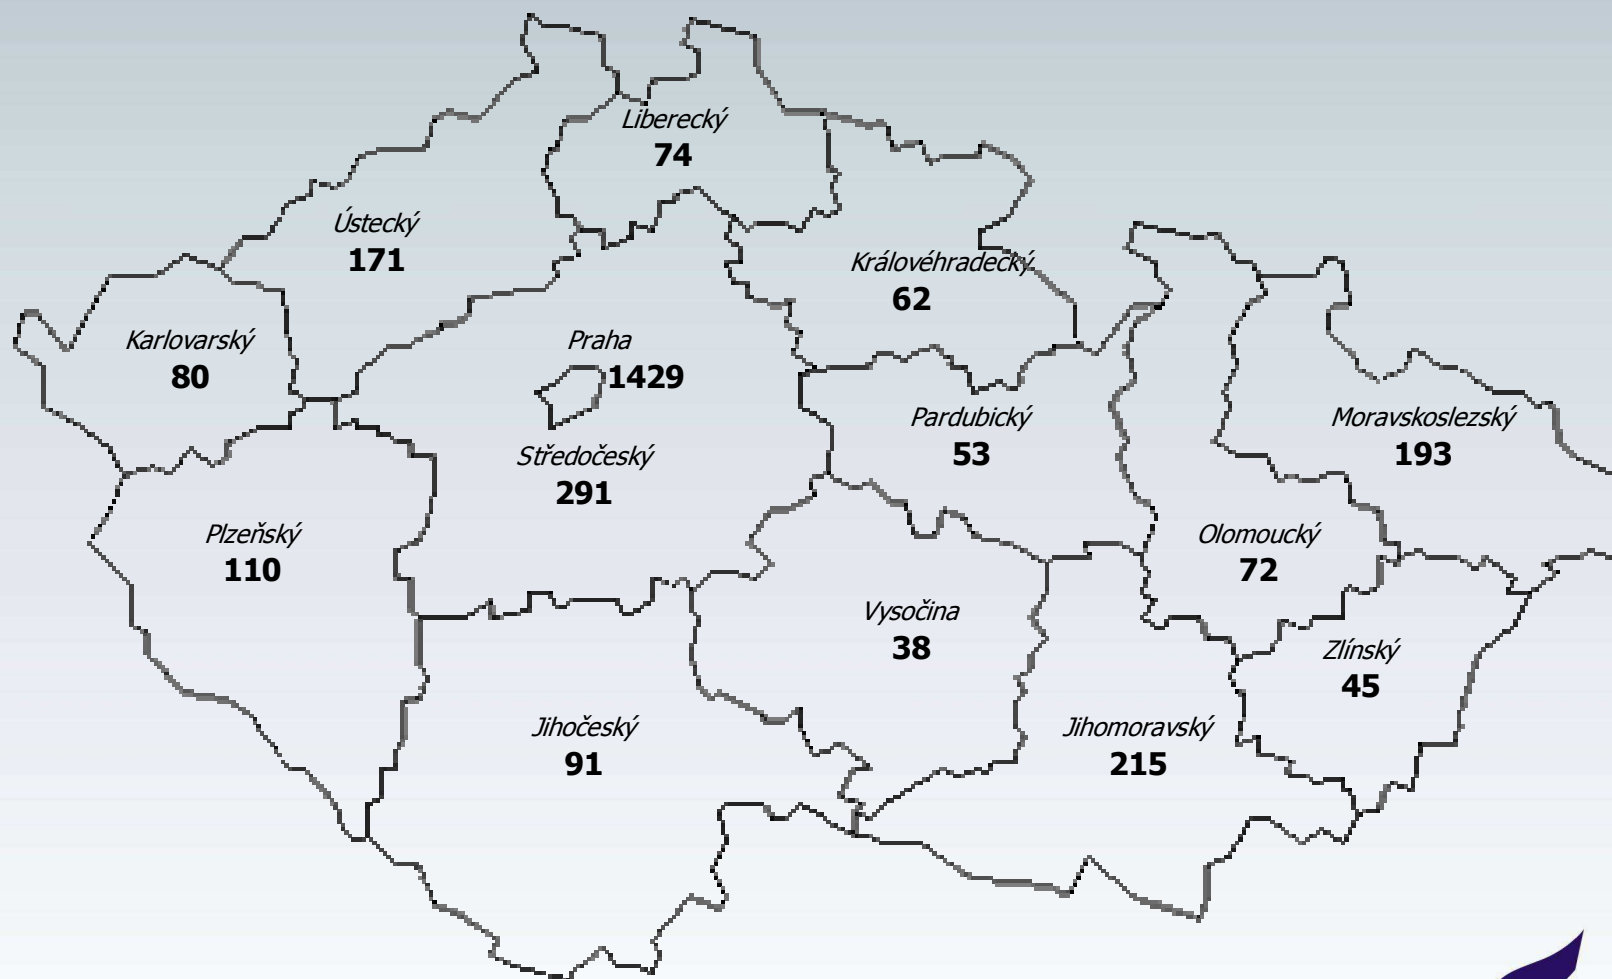 Liberecký
74
Ústecký
171
Královéhradecký
62
Karlovarský
80
Praha
1429
Pardubický
53
Moravskoslezský
193
Středočeský
291
Plzeňský
110
Olomoucký
72
Vysočina
38
Zlínský
45
Jihočeský
91
Jihomoravský
215